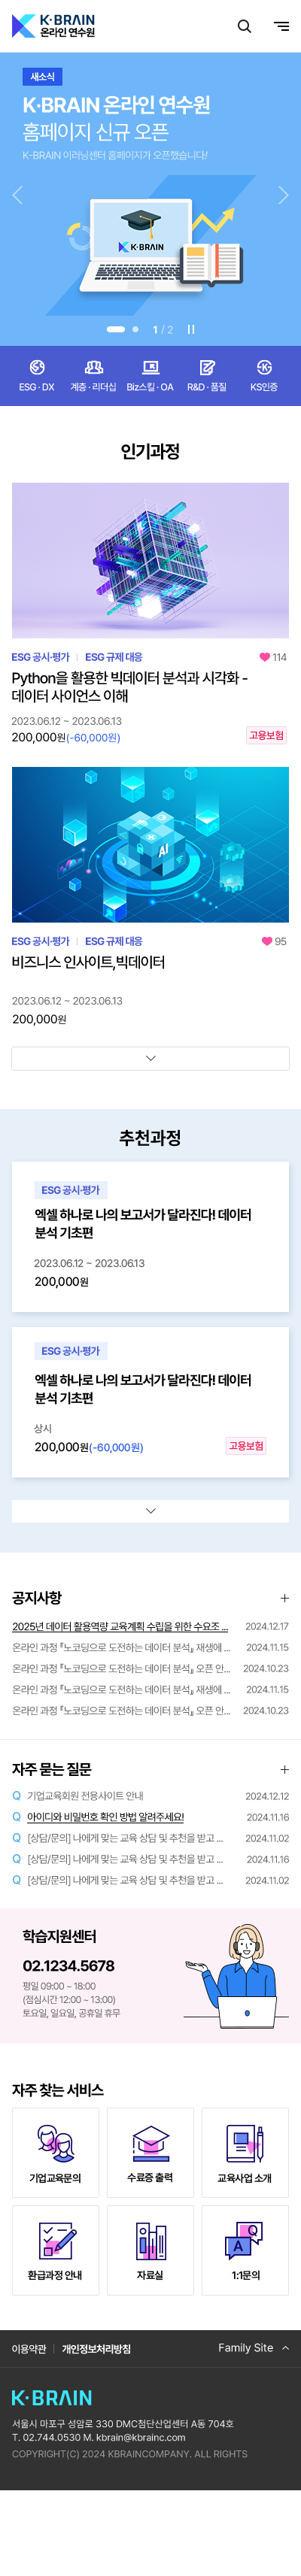 K·BRAIN
온라인 연수원
새소식
K·BRAIN 온라인 연수원
홈페이지 신규 오픈
K-BRAIN 이러닝센터 홈페이지가 오픈했습니다!
K·BRAIN
1 / 2
ESG · DX
계층 · 리더십
Biz스킬 · OA
R&D · 품질
KS인증
인기과정
ESG 공시·평가 | ESG 규제 대응
114
Python을 활용한 빅데이터 분석과 시각화 -
데이터 사이언스 이해
2023.06.12 ~ 2023.06.13
200,000원(-60,000원)
고용보험
ESG 공시·평가 | ESG 규제 대응
95
비즈니스 인사이트,빅데이터
2023.06.12 ~ 2023.06.13
200,000원
추천과정
ESG 공시·평가
엑셀 하나로 나의 보고서가 달라진다! 데이터
분석 기초편
2023.06.12 ~ 2023.06.13
200,000원
ESG 공시·평가
엑셀 하나로 나의 보고서가 달라진다! 데이터
분석 기초편
상시
200,000원(-60,000원)
고용보험
공지사항
2025년 데이터 활용역량 교육계획 수립을 위한 수요조 ...
2024.12.17
온라인 과정 『노코딩으로 도전하는 데이터 분석』 재생에 ...
2024.11.15
온라인 과정 『노코딩으로 도전하는 데이터 분석』 오픈 안...
2024.10.23
온라인 과정 『노코딩으로 도전하는 데이터 분석』 재생에 ...
2024.11.15
온라인 과정 『노코딩으로 도전하는 데이터 분석』 오픈 안...
2024.10.23
자주 묻는 질문
Q 기업교육회원 전용사이트 안내
2024.12.12
Q 아이디와 비밀번호 확인 방법 알려주세요!
2024.11.16
Q [상담/문의] 나에게 맞는 교육 상담 및 추천을 받고 ...
2024.11.02
Q [상담/문의] 나에게 맞는 교육 상담 및 추천을 받고 ...
2024.11.16
Q [상담/문의] 나에게 맞는 교육 상담 및 추천을 받고 ...
2024.11.02
학습지원센터
02.1234.5678
평일 09:00 ~ 18:00
(점심시간 12:00 ~ 13:00)
토요일, 일요일, 공휴일 휴무
자주 찾는 서비스
기업교육문의
수료증 출력
교육사업 소개
환급과정 안내
자료실
1:1문의
이용약관 | 개인정보처리방침
Family Site
K·BRAIN
서울시 마포구 성암로 330 DMC첨단산업센터 A동 704호
T. 02.744.0530 M. kbrain@kbrainc.com
COPYRIGHT(C) 2024 KBRAINCOMPANY. ALL RIGHTS